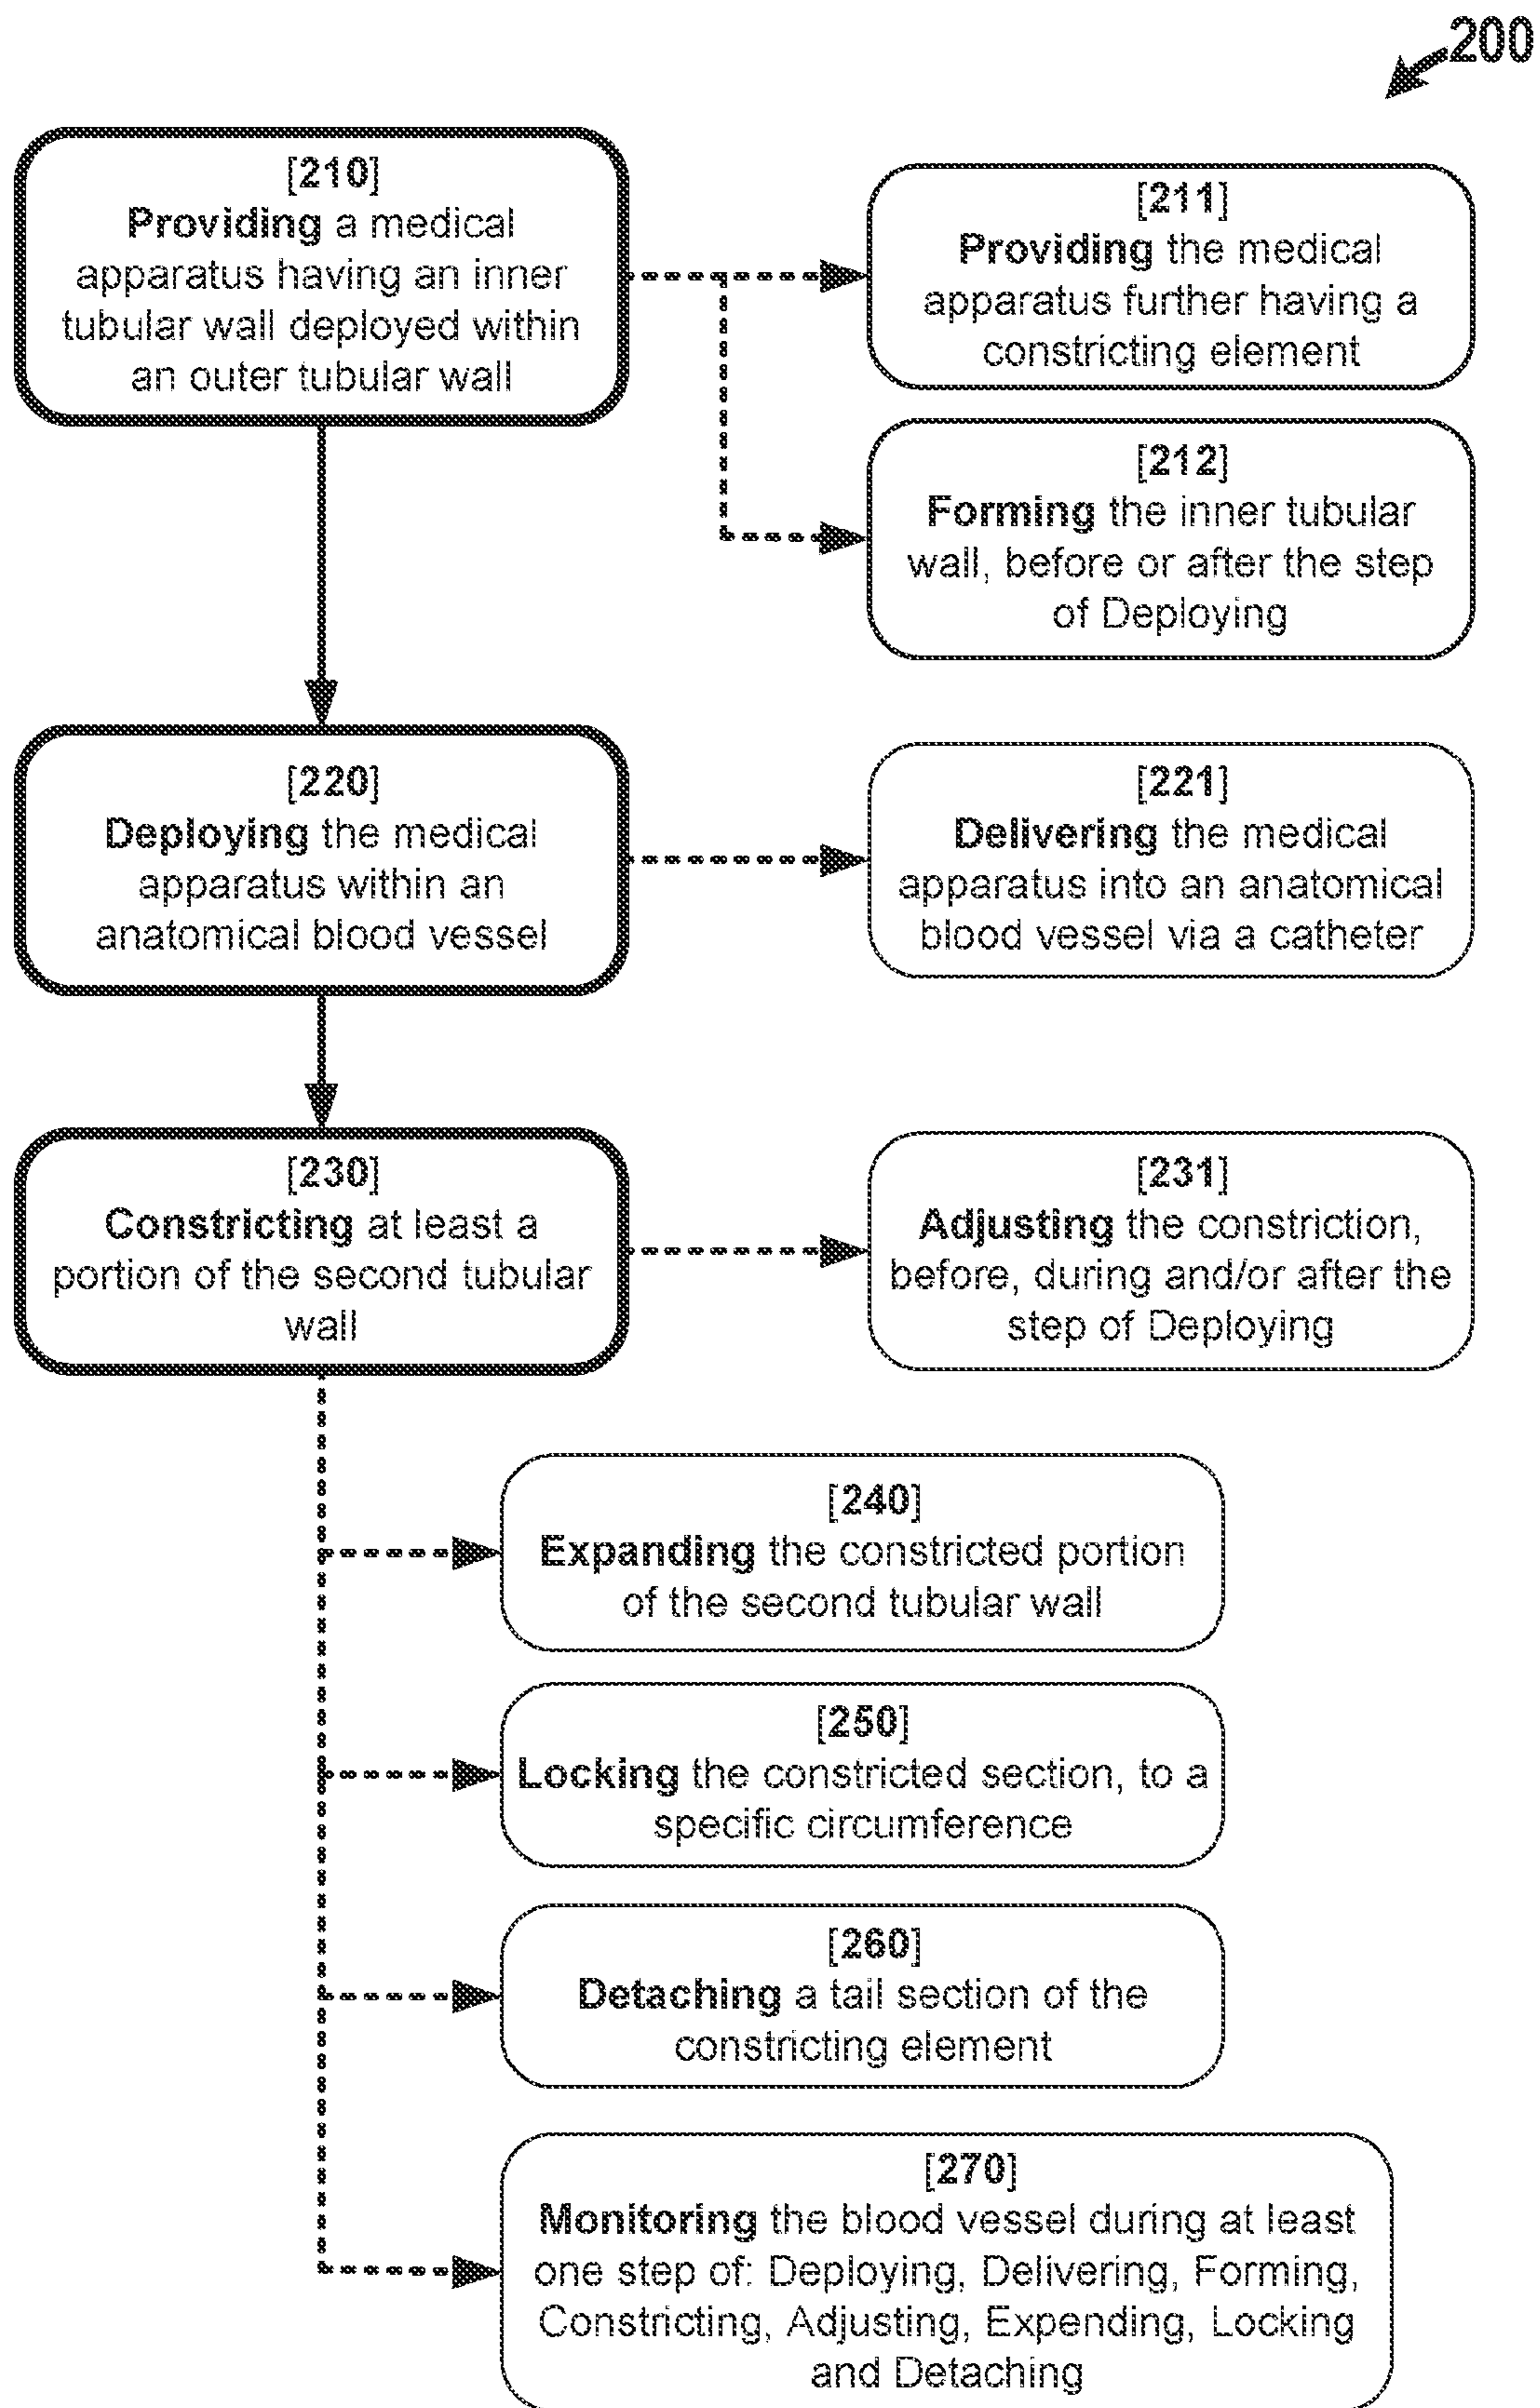 200
[210]
Providing a medical
apparatus having an inner
tubular wall deployed within
an outer tubular wall
[211]
Providing the medical
apparatus further having a
constricting element
[212]
Forming the inner tubular
wall, before or after the step
of Deploying
[220]
Deploying the medical
apparatus within an
anatomical blood vessel
[221]
Delivering the medical
apparatus into an anatomical
blood vessel via a catheter
[230]
Constricting at least a
portion of the second tubular
wall
[231]
Adjusting the constriction,
before, during and/or after the
step of Deploying
[240]
Expanding the constricted portion
of the second tubular wall
[250]
Locking the constricted section, to a
specific circumference
[260]
Detaching a tail section of the
constricting element
[270]
Monitoring the blood vessel during at least
one step of: Deploying, Delivering, Forming,
Constricting, Adjusting, Expending, Locking
and Detaching